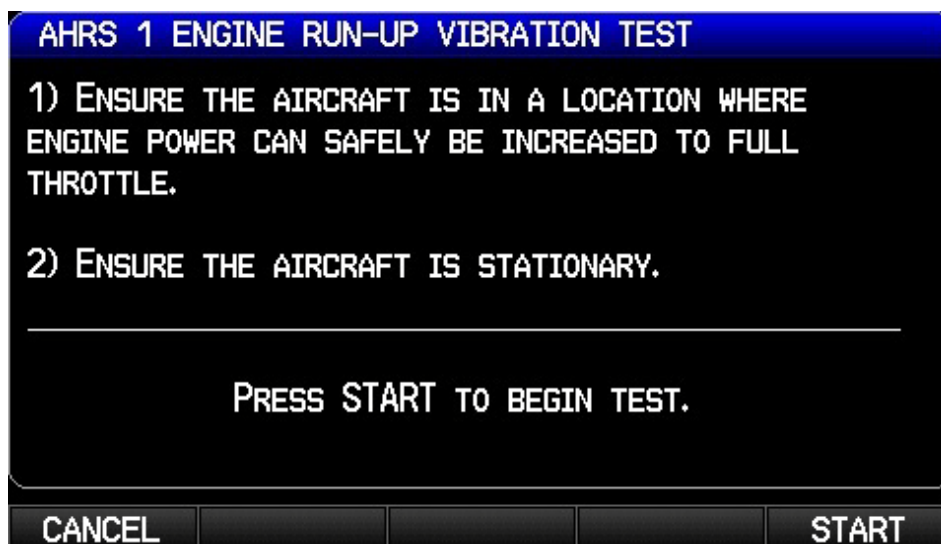 AHRS 1 ENGINE RUN-UP VIBRATION TEST
1) ENSURE THE AIRCRAFT IS IN A LOCATION WHERE
ENGINE POWER CAN SAFELY BE INCREASED TO FULL
THROTTLE.
2) ENSURE THE AIRCRAFT IS STATIONARY.
PRESS START TO BEGIN TEST.
CANCEL START